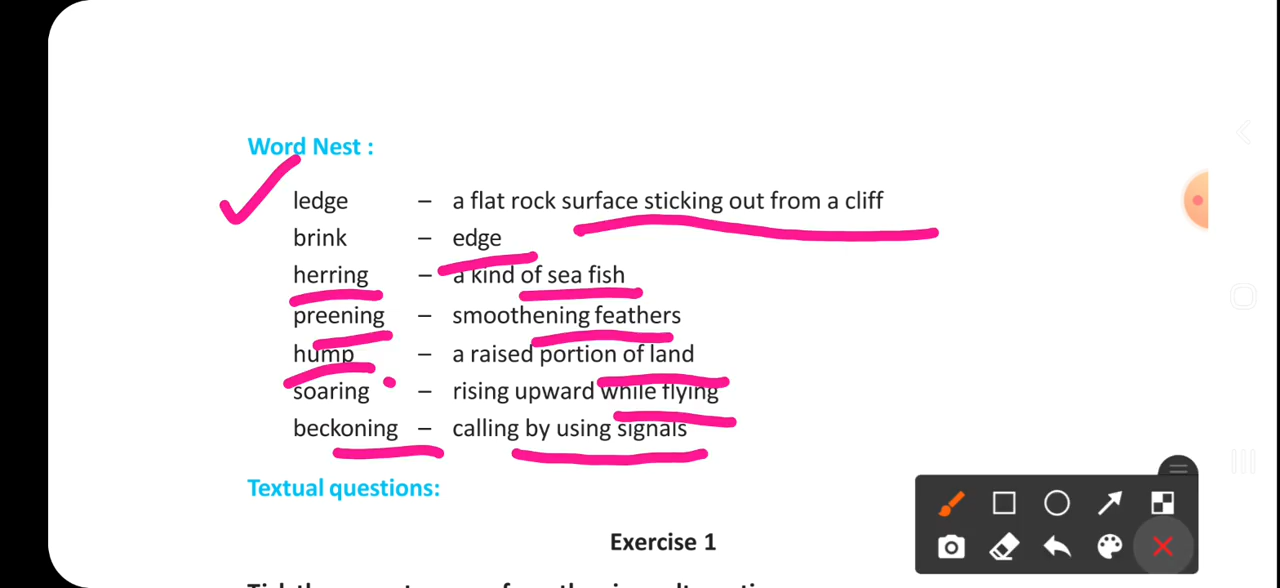 Word Nest :
ledge – a flat rock surface sticking out from a cliff
brink – edge
herring – a kind of sea fish
preening – smoothening feathers
hump – a raised portion of land
soaring – rising upward while flying
beckoning – calling by using signals
Textual questions:
Exercise 1